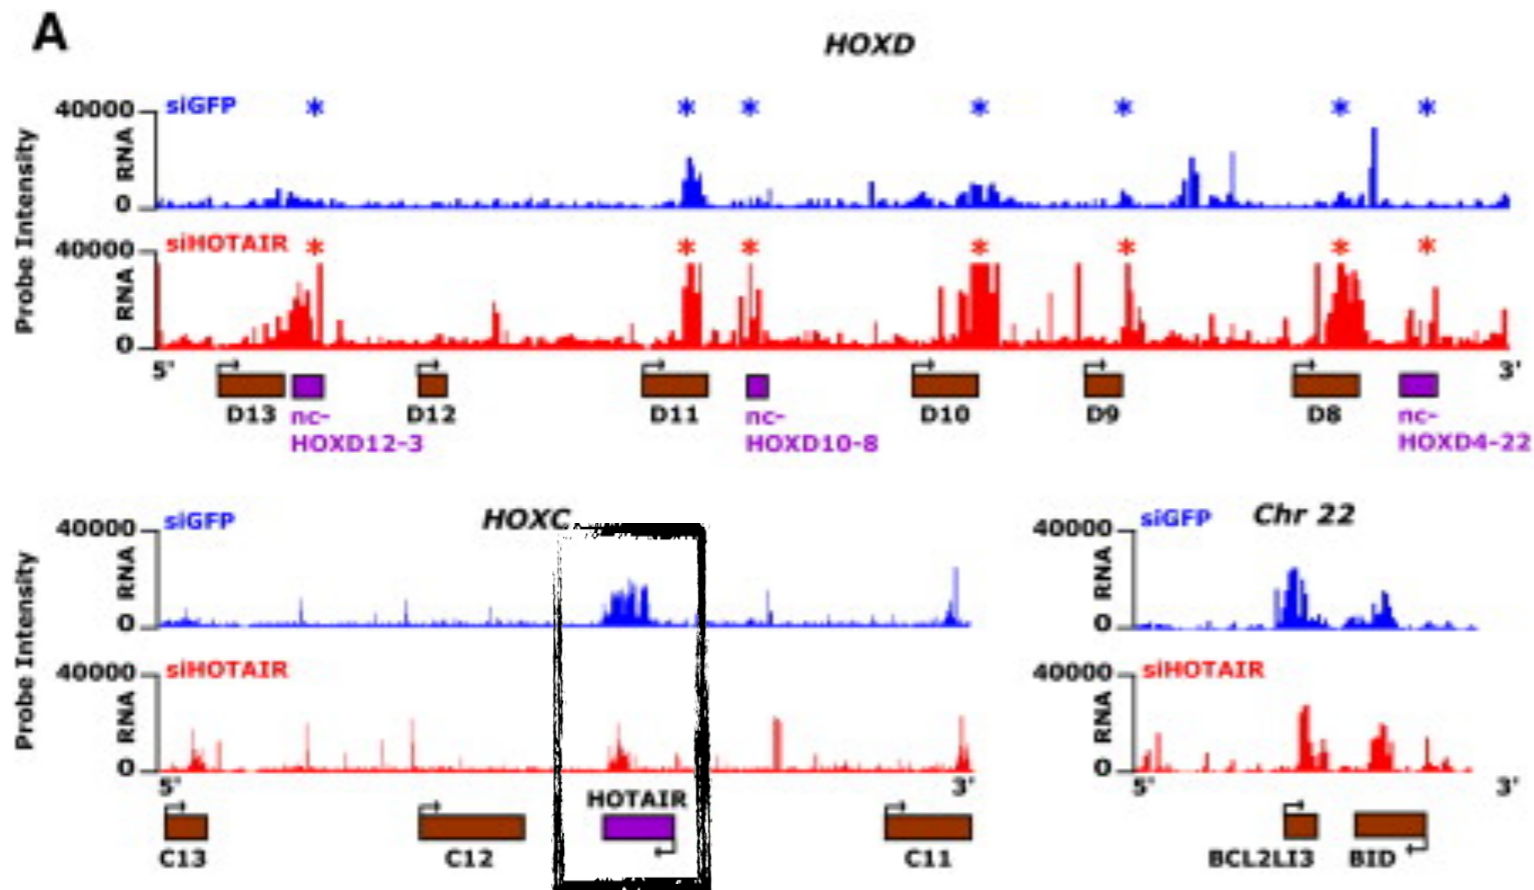 A
HOXD
siGFP * * * * * * *
40000
RNA
0
siHOTAIR * * * * * * *
40000
RNA
0
Probe Intensity
5' 3'
D13 nc-HOXD12-3 D12 D11 nc-HOXD10-8 D10 D9 D8 nc-HOXD4-22
HOXC
siGFP
40000
RNA
0
siHOTAIR
40000
RNA
0
Probe Intensity
5' 3'
HOTAIR
C13 C12 C11
Chr 22
siGFP
40000
RNA
0
siHOTAIR
40000
RNA
0
5' 3'
BCL2LI3 BID